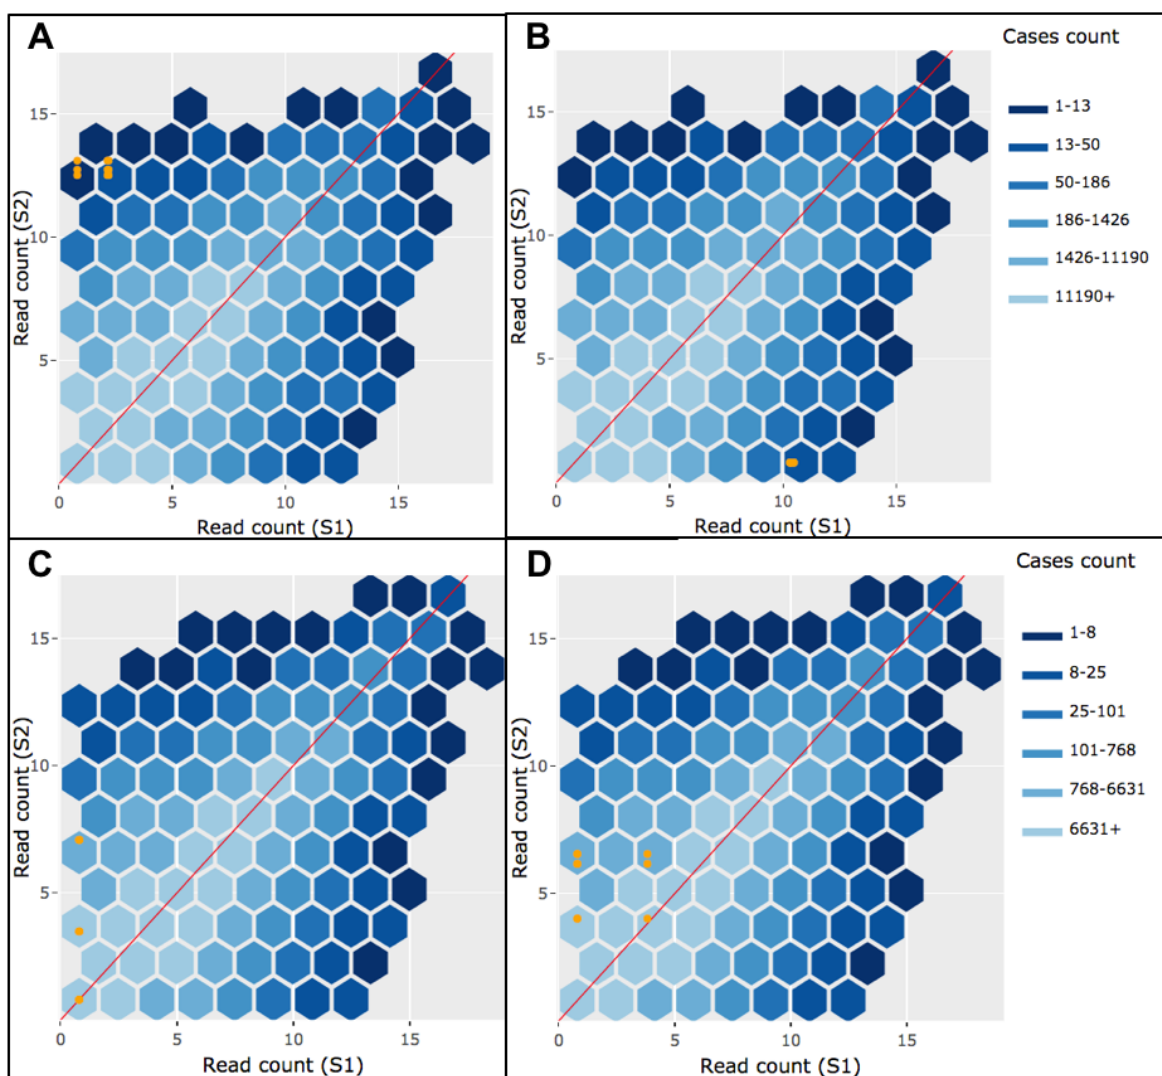 A
15
10
5
0
0
5
10
15
Read count (S2)
Read count (S1)
B
15
10
5
0
5
10
15
Read count (S2)
Read count (S1)
Cases count
1-13
13-50
50-186
186-1426
1426-11190
11190+
C
15
10
5
0
5
10
15
Read count (S2)
Read count (S1)
D
15
10
5
0
5
10
15
Read count (S2)
Read count (S1)
Cases count
1-8
8-25
25-101
101-768
768-6631
6631+